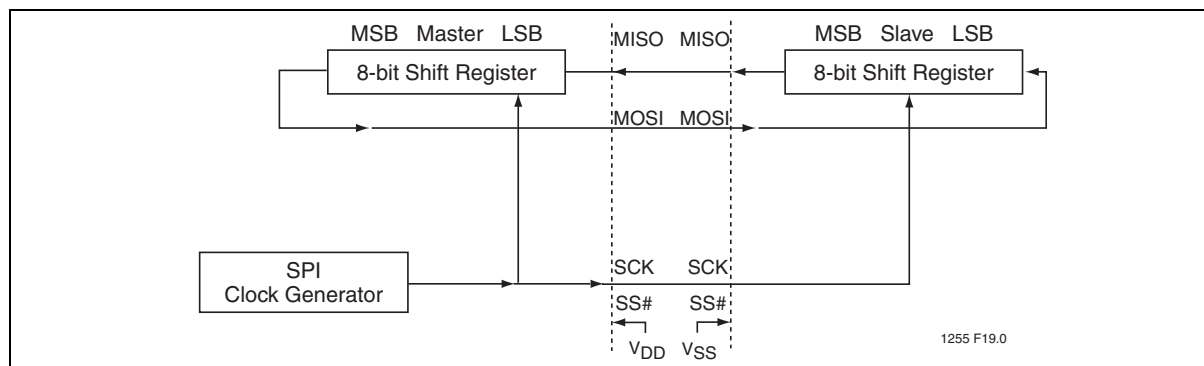 MSB Master LSB
MISO MISO
MSB Slave LSB
8-bit Shift Register
8-bit Shift Register
MOSI MOSI
SPI
Clock Generator
SCK SCK
SS# SS#
VDD VSS
1255 F19.0